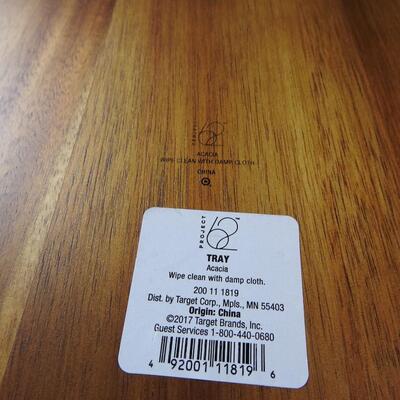 PROJECT 62™
ACACIA
WIPE CLEAN WITH DAMP CLOTH.
CHINA
PROJECT 62™
TRAY
Acacia
Wipe clean with damp cloth.
200 11 1819
Dist. by Target Corp., Mpls., MN 55403
Origin: China
©2017 Target Brands, Inc.
Guest Services 1-800-440-0680
4 92001 11819 6